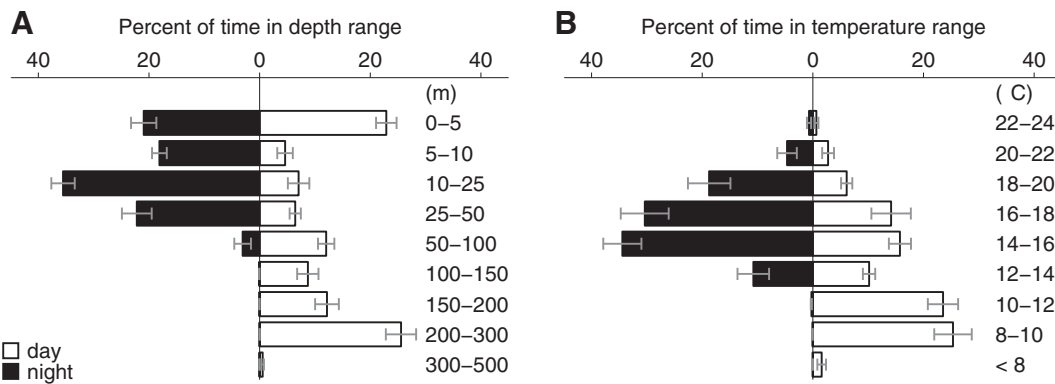 A Percent of time in depth range
40 20 0 20 40
(m)
0–5
5–10
10–25
25–50
50–100
100–150
150–200
200–300
300–500
day
night
B Percent of time in temperature range
40 20 0 20 40
( C)
22–24
20–22
18–20
16–18
14–16
12–14
10–12
8–10
< 8